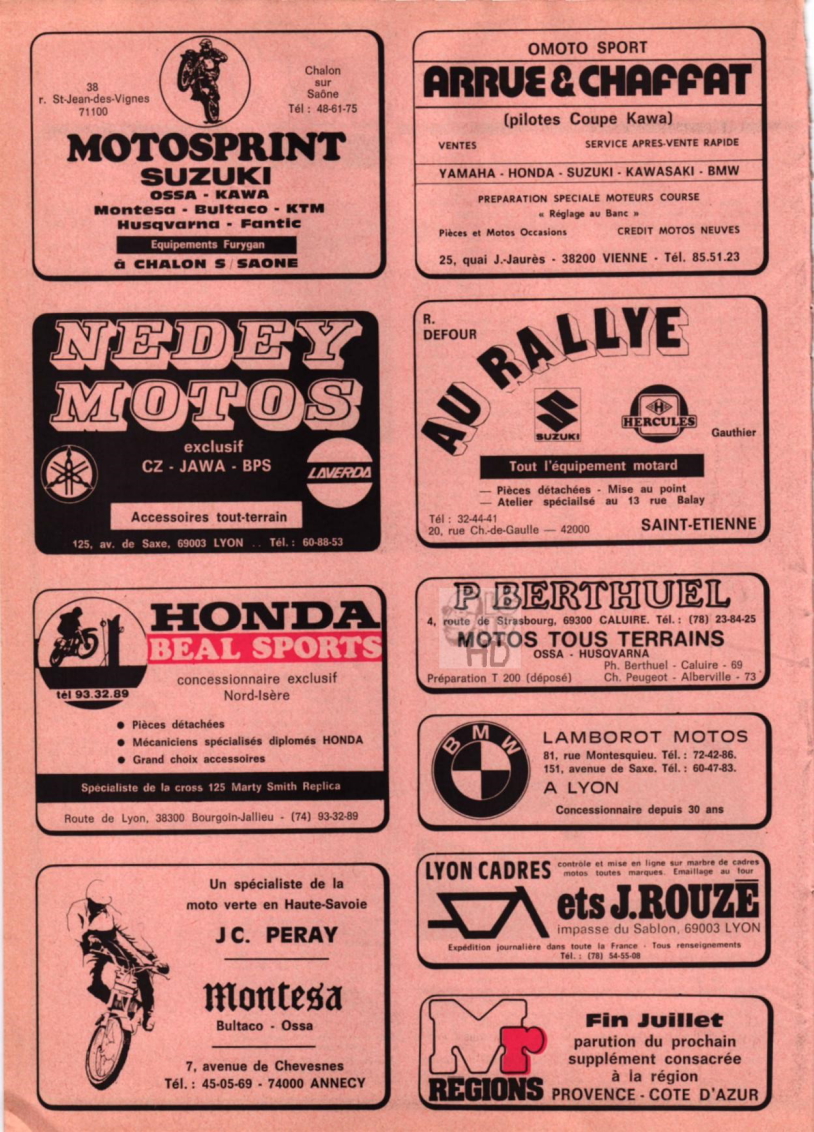 38
r. St-Jean-des-Vignes
71100
Chalon
sur
Saône
Tél : 48-61-75
MOTOSPRINT
SUZUKI
OSSA - KAWA
Montesa - Bultaco - KTM
Husqvarna - Fantic
Equipements Furygan
à CHALON S/SAONE
OMOTO SPORT
ARRUE & CHAFFAT
(pilotes Coupe Kawa)
VENTES SERVICE APRES-VENTE RAPIDE
YAMAHA - HONDA - SUZUKI - KAWASAKI - BMW
PREPARATION SPECIALE MOTEURS COURSE
« Réglage au Banc »
Pièces et Motos Occasions CREDIT MOTOS NEUVES
25, quai J.-Jaurès - 38200 VIENNE - Tél. 85.51.23
NEDEY
MOTOS
exclusif
CZ - JAWA - BPS
LAVERDA
Accessoires tout-terrain
125, av. de Saxe, 69003 LYON .. Tél. : 60-88-53
R.
DEFOUR
AU RALLYE
SUZUKI
H
HERCULES
Gauthier
Tout l'équipement motard
— Pièces détachées - Mise au point
— Atelier spéciailsé au 13 rue Balay
Tél : 32-44-41
20, rue Ch.-de-Gaulle — 42000
SAINT-ETIENNE
HONDA
BEAL SPORTS
tél 93.32.89
concessionnaire exclusif
Nord-Isère
● Pièces détachées
● Mécaniciens spécialisés diplomés HONDA
● Grand choix accessoires
Spécialiste de la cross 125 Marty Smith Replica
Route de Lyon, 38300 Bourgoin-Jallieu - (74) 93-32-89
P BERTHUEL
4, route de Strasbourg, 69300 CALUIRE. Tél. : (78) 23-84-25
MOTOS TOUS TERRAINS
OSSA - HUSQVARNA
Ph. Berthuel - Caluire - 69
Préparation T 200 (déposé) Ch. Peugeot - Alberville - 73
HD
BMW
LAMBOROT MOTOS
81, rue Montesquieu. Tél. : 72-42-86.
151, avenue de Saxe. Tél. : 60-47-83.
A LYON
Concessionnaire depuis 30 ans
Un spécialiste de la
moto verte en Haute-Savoie
JC. PERAY
Montesa
Bultaco - Ossa
7, avenue de Chevesnes
Tél. : 45-05-69 - 74000 ANNECY
LYON CADRES
contrôle et mise en ligne sur marbre de cadres
motos toutes marques. Emaillage au four
ets J.ROUZE
impasse du Sablon, 69003 LYON
Expédition journalière dans toute la France - Tous renseignements
Tél. : (78) 54-55-08
Mr
REGIONS
Fin Juillet
parution du prochain
supplément consacrée
à la région
PROVENCE - COTE D'AZUR